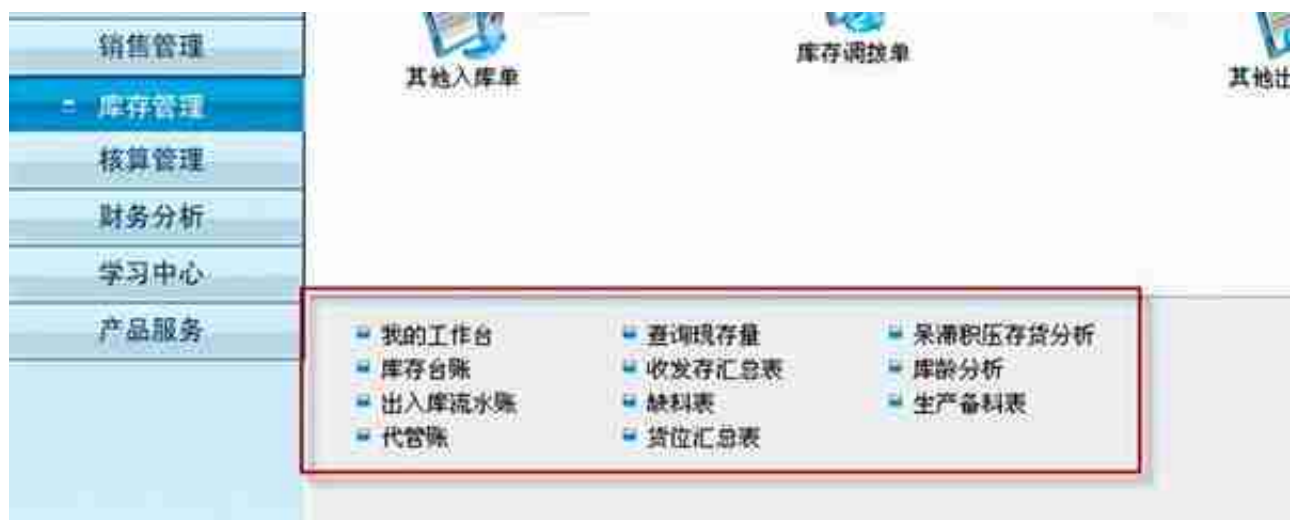 销售管理
库存管理
核算管理
财务分析
学习中心
产品服务
其他入库单
库存调拨单
其他出
我的工作台
查询现存量
呆滞积压存货分析
库存台账
收发存汇总表
库龄分析
出入库流水账
缺料表
生产备料表
代管账
货位汇总表